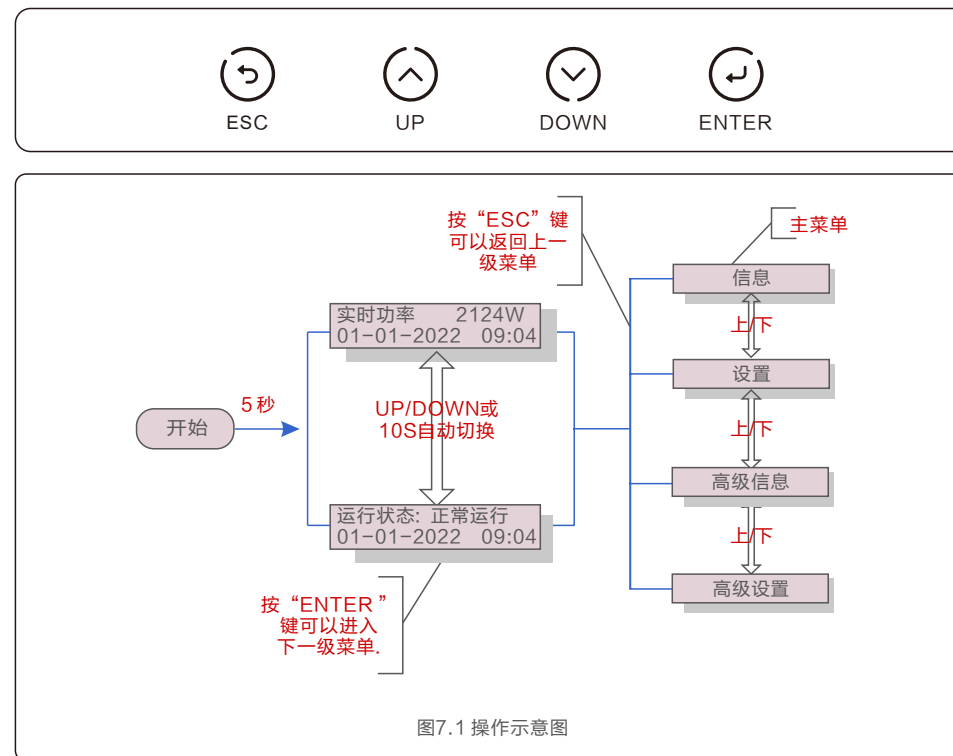 ESC
UP
DOWN
ENTER
按“ESC”键
可以返回上一
级菜单
主菜单
信息
上/下
设置
上/下
高级信息
上/下
高级设置
实时功率 2124W
01-01-2022 09:04
UP/DOWN或
10S自动切换
5秒
开始
运行状态: 正常运行
01-01-2022 09:04
按“ENTER”
键可以进入
下一级菜单.
图7.1 操作示意图